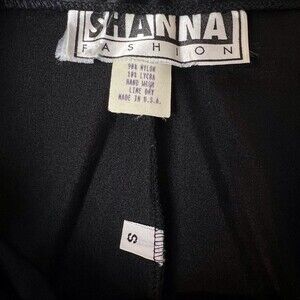 SHANNA
FASHION
90% NYLON
10% LYCRA
HAND WASH
LINE DRY
MADE IN U.S.A.
S